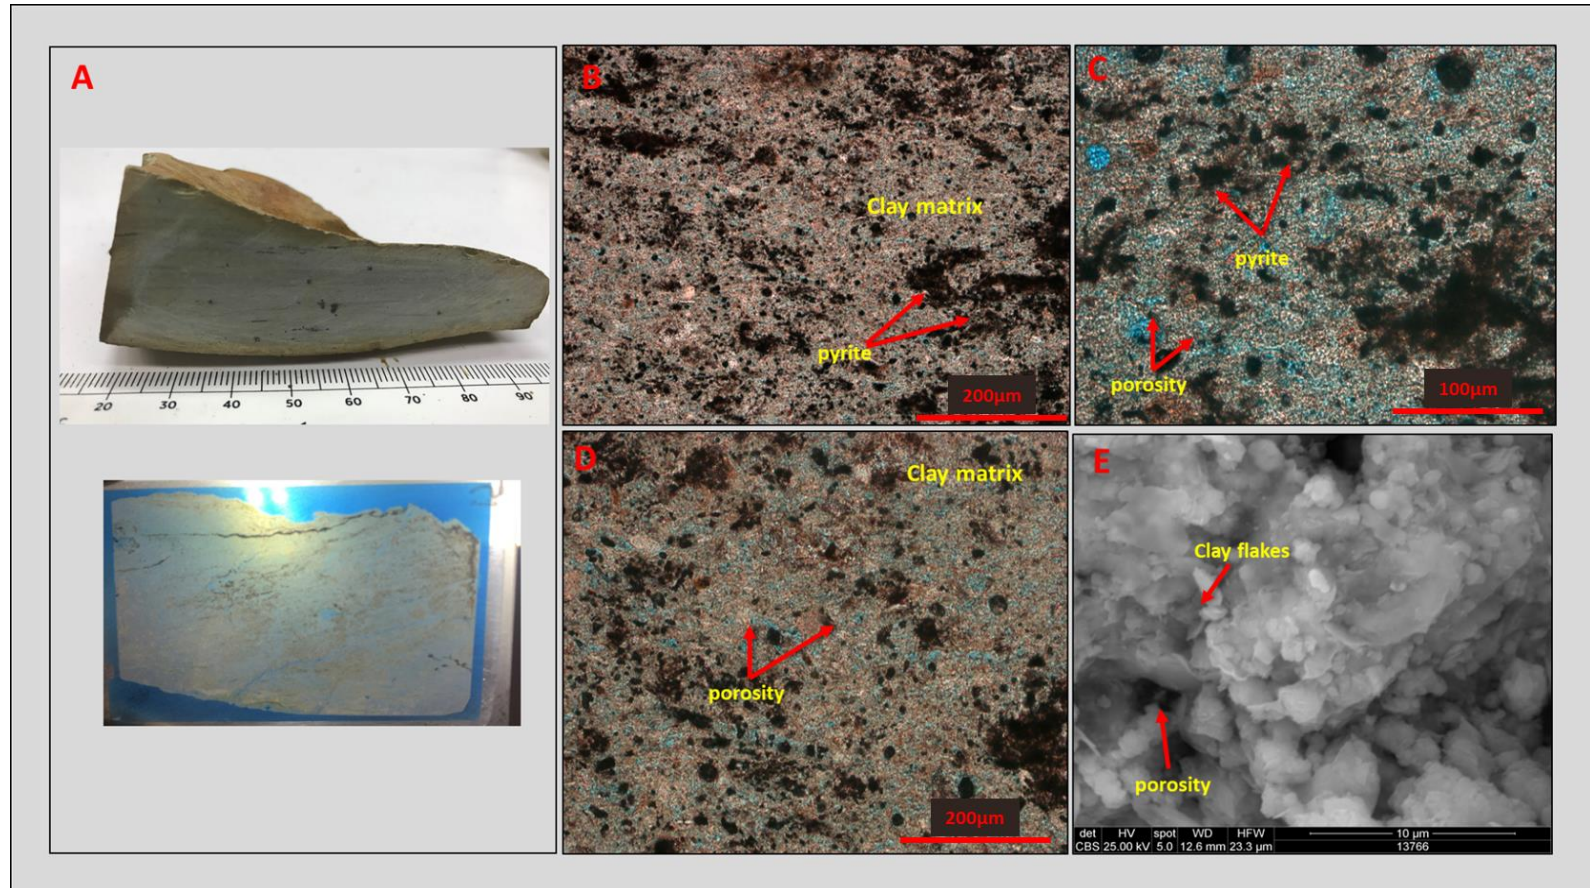 A
20 30 40 50 60 70 80 90
B
Clay matrix
pyrite
200µm
C
pyrite
porosity
100µm
D
Clay matrix
porosity
200µm
E
Clay flakes
porosity
det HV spot WD HFW 10 µm
CBS 25.00 kV 5.0 12.6 mm 23.3 µm 13766